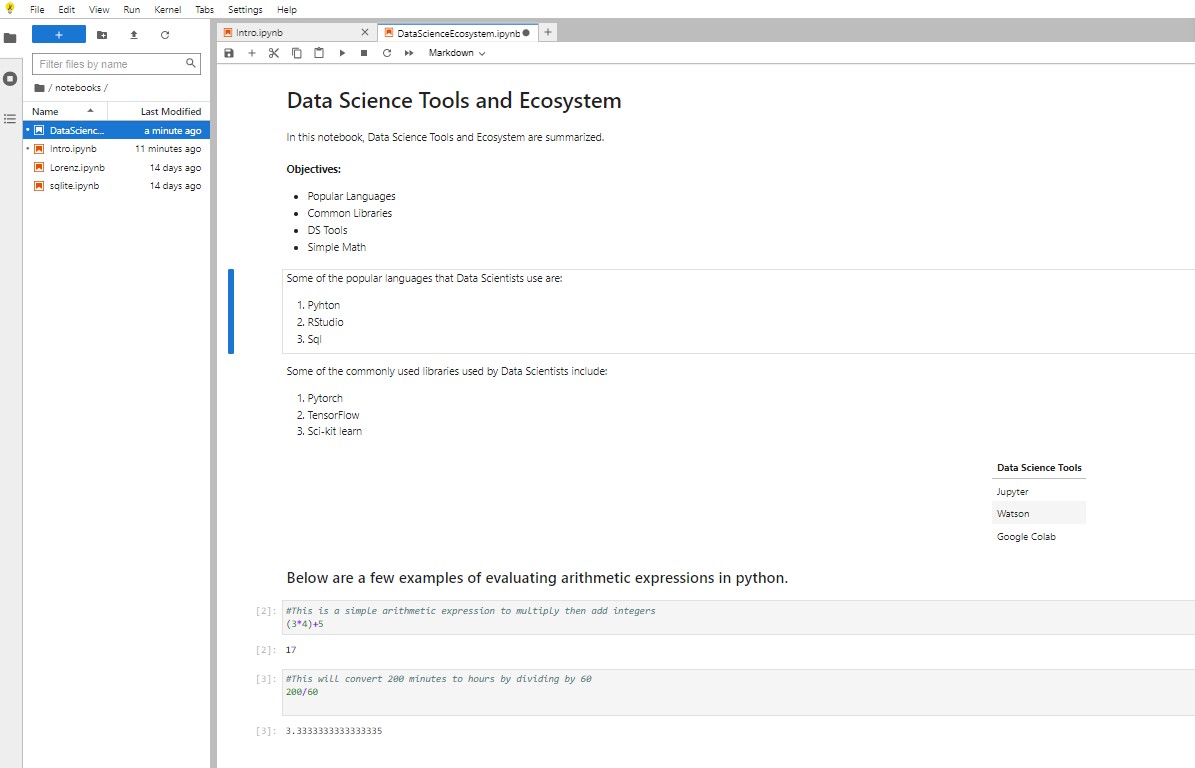 File Edit View Run Kernel Tabs Settings Help
Intro.ipynb
DataScienceEcosystem.ipynb
Markdown
Filter files by name
/ notebooks /
Name Last Modified
DataScienc... a minute ago
Intro.ipynb 11 minutes ago
Lorenz.ipynb 14 days ago
sqlite.ipynb 14 days ago
Data Science Tools and Ecosystem
In this notebook, Data Science Tools and Ecosystem are summarized.
Objectives:
• Popular Languages
• Common Libraries
• DS Tools
• Simple Math
Some of the popular languages that Data Scientists use are:
1. Pyhton
2. RStudio
3. Sql
Some of the commonly used libraries used by Data Scientists include:
1. Pytorch
2. TensorFlow
3. Sci-kit learn
Data Science Tools
Jupyter
Watson
Google Colab
Below are a few examples of evaluating arithmetic expressions in python.
[2]: #This is a simple arithmetic expression to multiply then add integers
(3*4)+5
[2]: 17
[3]: #This will convert 200 minutes to hours by dividing by 60
200/60
[3]: 3.3333333333333335